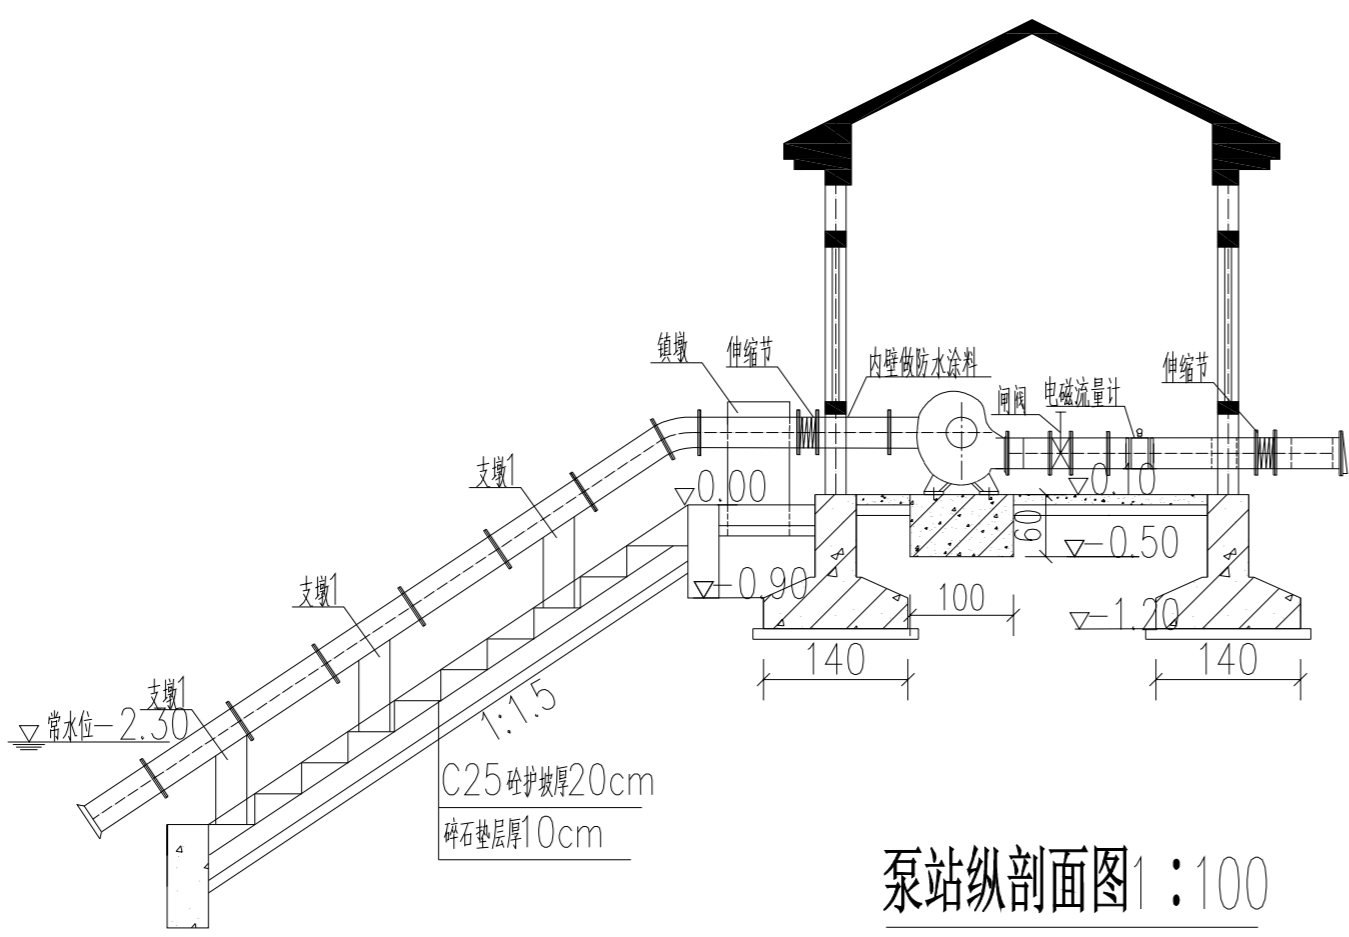 镇墩
伸缩节
内壁做防水涂料
闸阀
电磁流量计
伸缩节
支墩1
0.00
0.10
60
-0.50
支墩1
-0.90
100
-1.20
140
140
支墩1
常水位-2.30
1:1.5
C25砼护坡厚20cm
碎石垫层厚10cm
泵站纵剖面图1:100